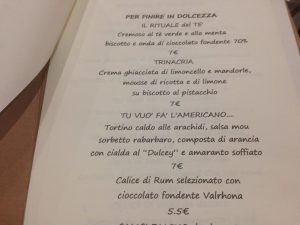 PER FINIRE IN DOLCEZZA
IL RITUALE del TE'
Cremoso al tè verde e alla menta
biscotto e onda di cioccolato fondente 70%
7€
TRINACRIA
Crema ghiacciata di limoncello e mandorle,
mousse di ricotta e di limone
su biscotto al pistacchio
7€
TU VUO' FA' L'AMERICANO...
Tortino caldo alle arachidi, salsa mou
sorbetto rabarbaro, composta di arancia
con cialda al "Dulcey" e amaranto soffiato
7€
Calice di Rum selezionato con
cioccolato fondente Valrhona
5.5€